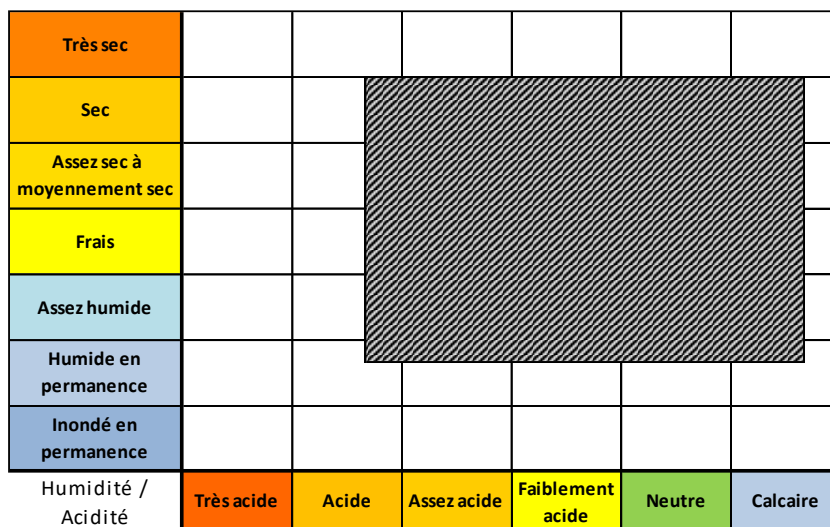 Très sec
Sec
Assez sec à
moyennement sec
Frais
Assez humide
Humide en
permanence
Inondé en
permanence
Humidité /
Acidité
Très acide
Acide
Assez acide
Faiblement
acide
Neutre
Calcaire